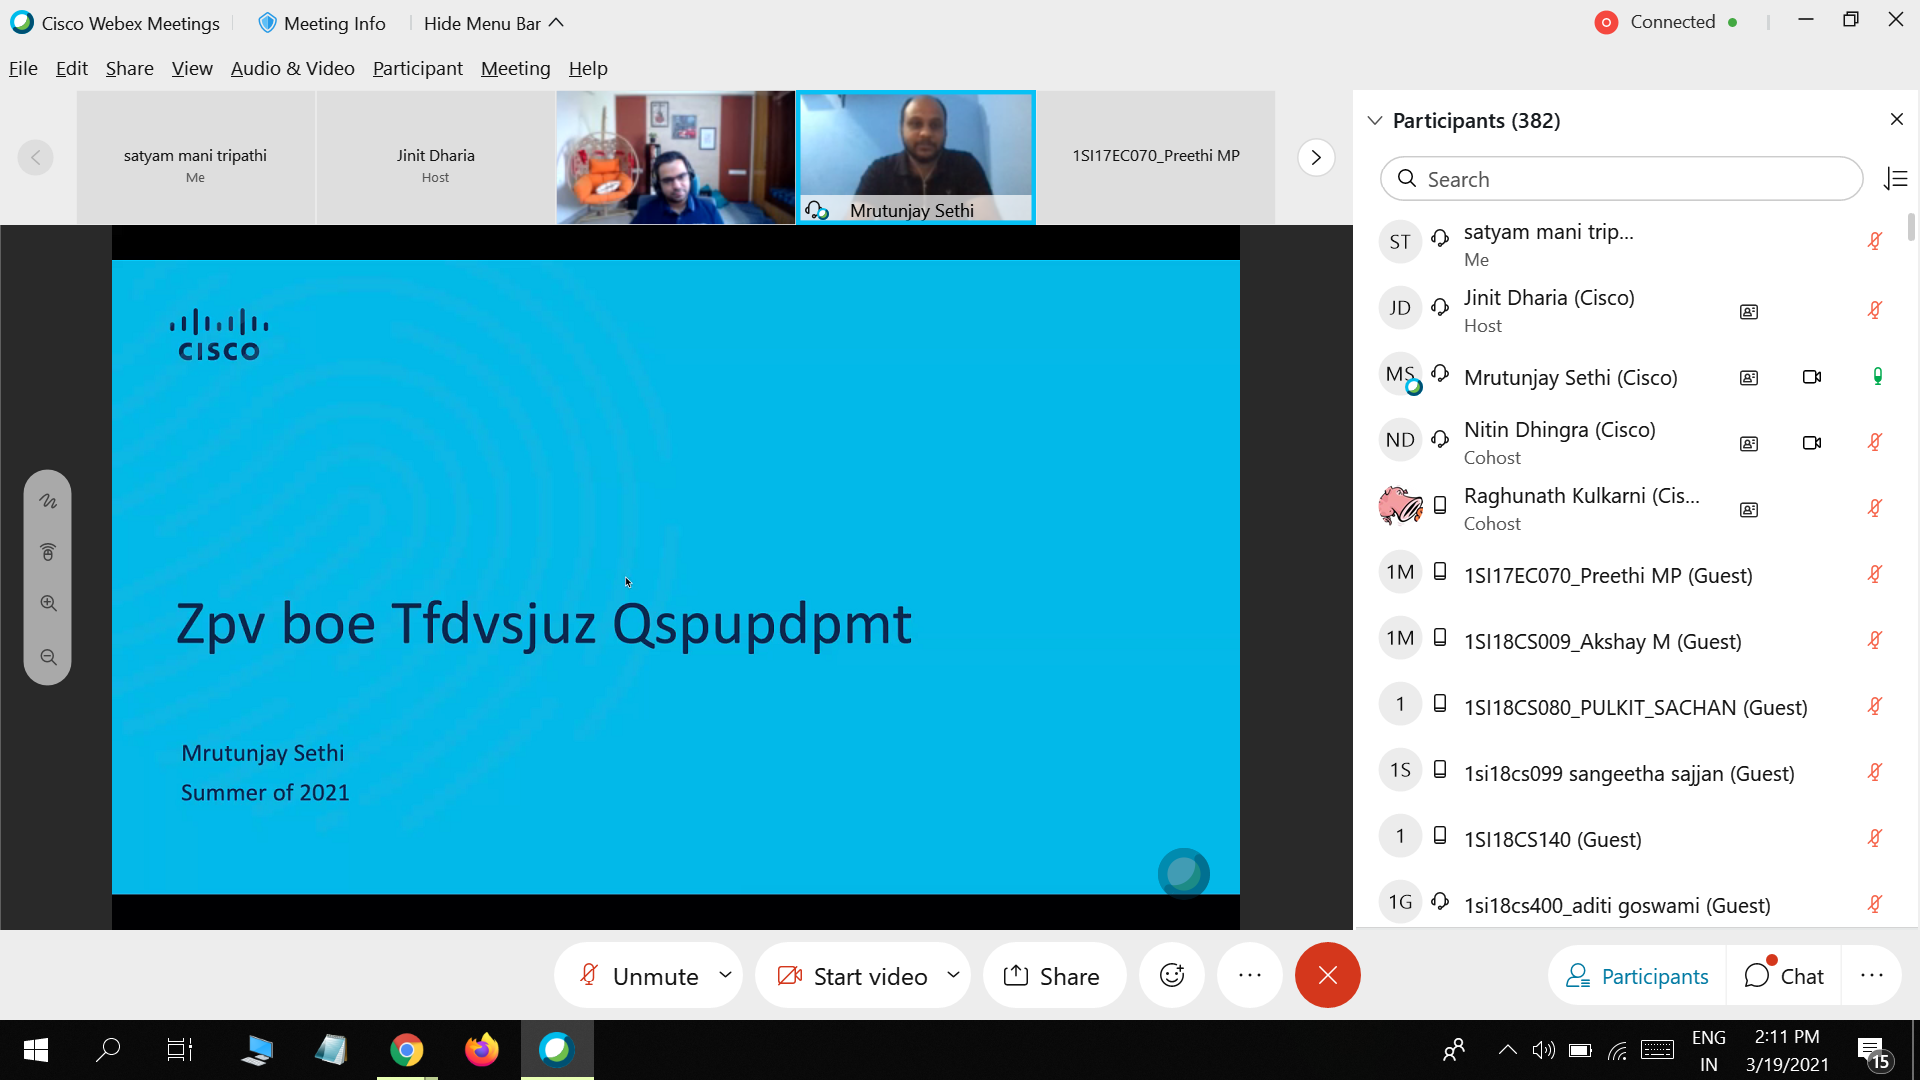 Cisco Webex Meetings
Meeting Info
Hide Menu Bar
Connected
File Edit Share View Audio & Video Participant Meeting Help
satyam mani tripathi
Me
Jinit Dharia
Host
Mrutunjay Sethi
1SI17EC070_Preethi MP
CISCO
Zpv boe Tfdvsjuz Qspupdpmt
Mrutunjay Sethi
Summer of 2021
Participants (382)
Search
ST
satyam mani trip...
Me
JD
Jinit Dharia (Cisco)
Host
MS
Mrutunjay Sethi (Cisco)
ND
Nitin Dhingra (Cisco)
Cohost
Raghunath Kulkarni (Cis...
Cohost
1M
1SI17EC070_Preethi MP (Guest)
1M
1SI18CS009_Akshay M (Guest)
1
1SI18CS080_PULKIT_SACHAN (Guest)
1S
1si18cs099 sangeetha sajjan (Guest)
1
1SI18CS140 (Guest)
1G
1si18cs400_aditi goswami (Guest)
Unmute
Start video
Share
Participants
Chat
ENG
IN
2:11 PM
3/19/2021
15